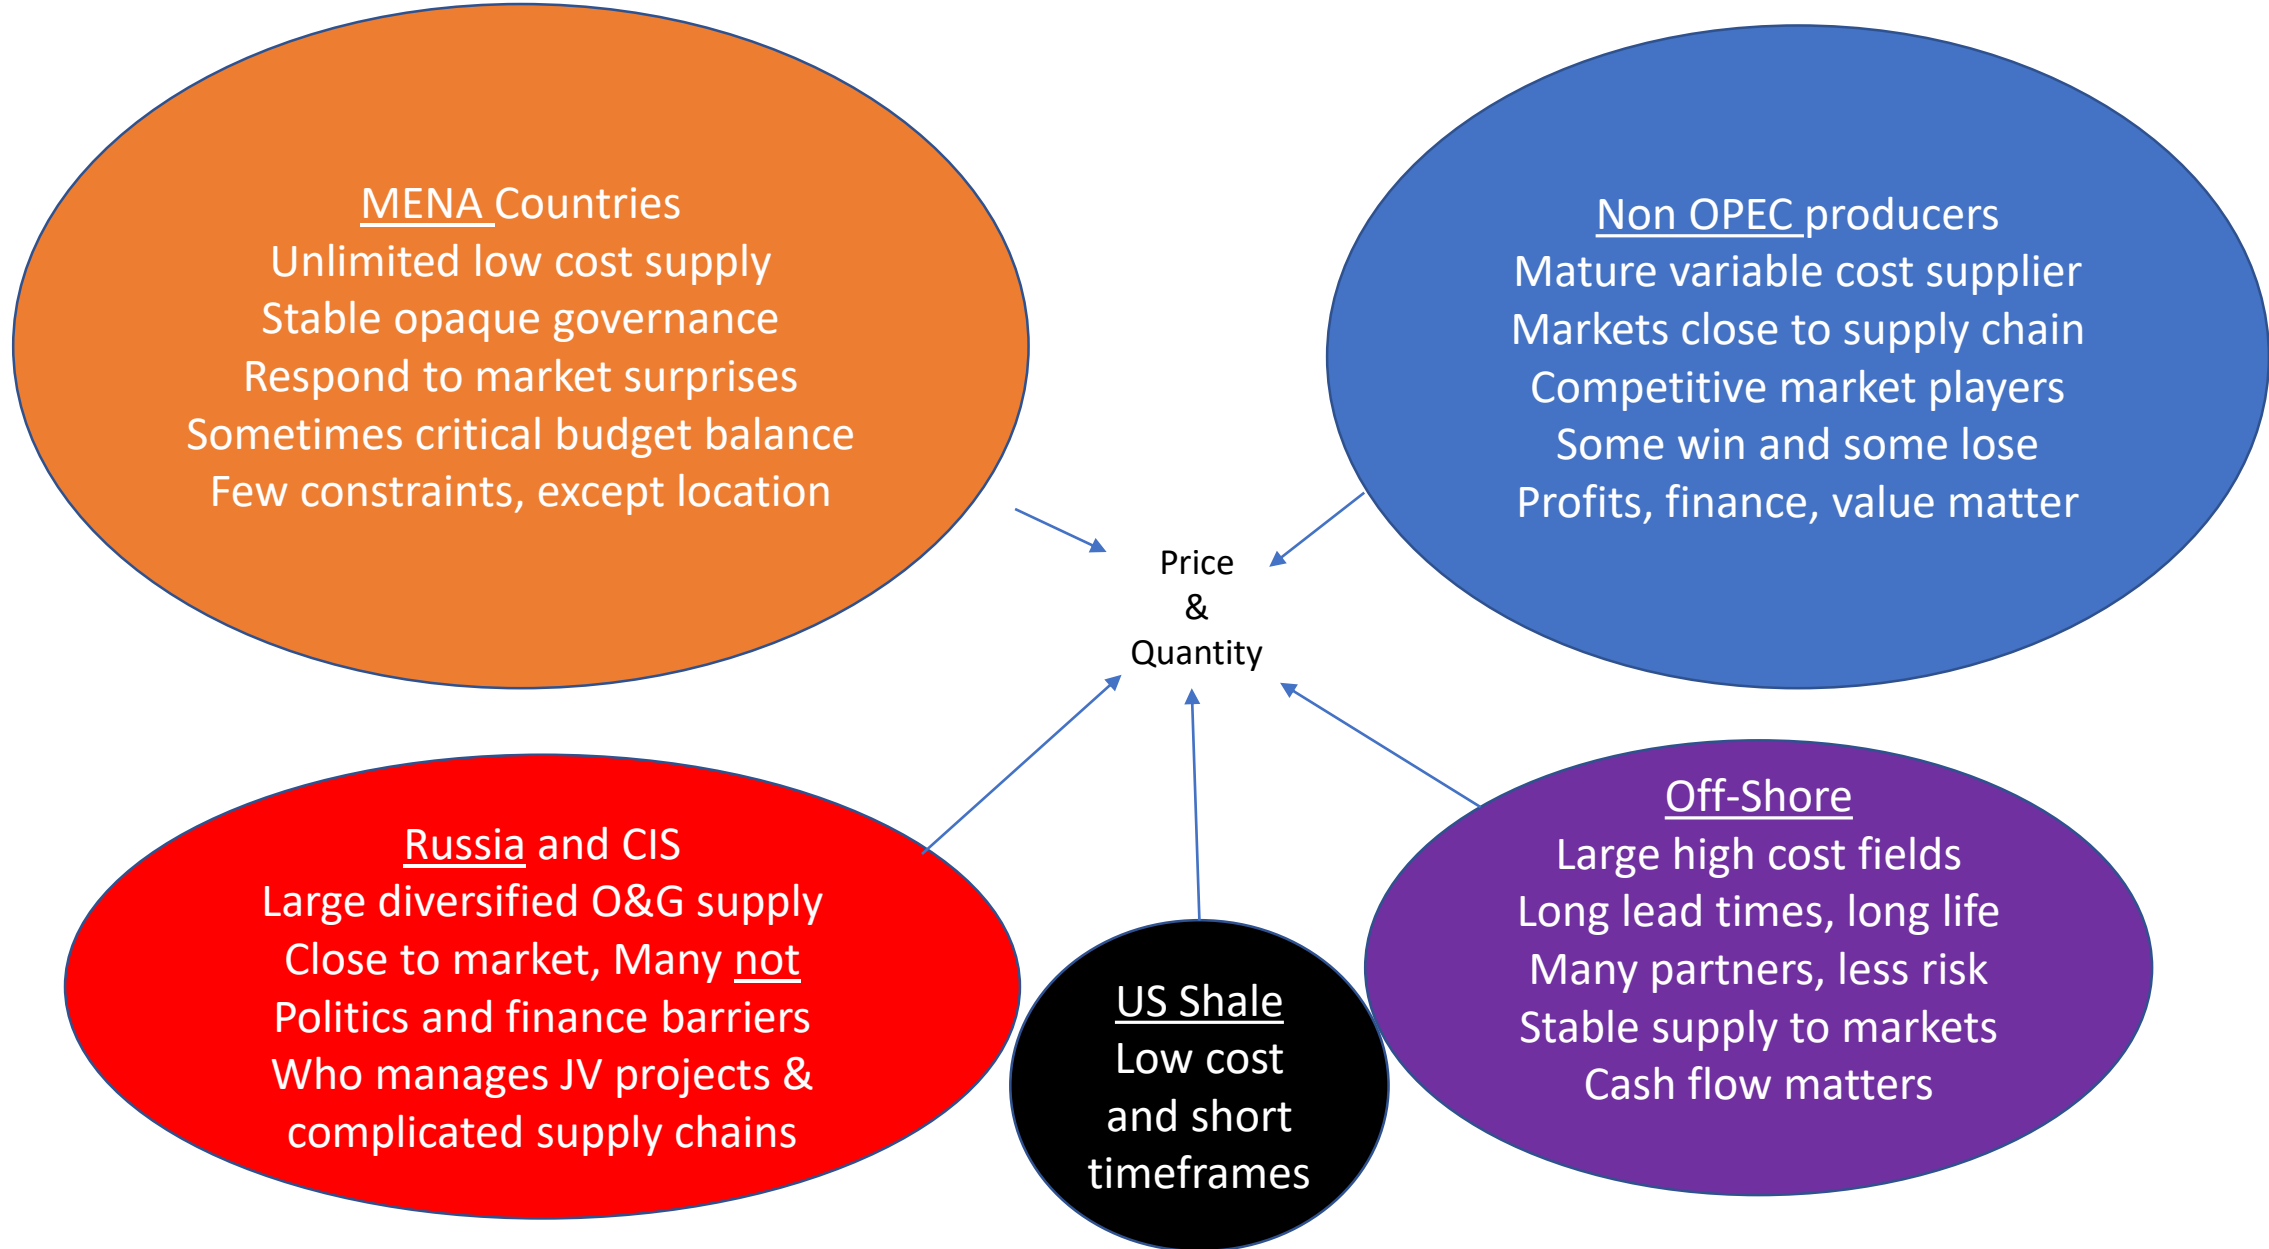 MENA Countries
Unlimited low cost supply
Stable opaque governance
Respond to market surprises
Sometimes critical budget balance
Few constraints, except location
Non OPEC producers
Mature variable cost supplier
Markets close to supply chain
Competitive market players
Some win and some lose
Profits, finance, value matter
Price
&
Quantity
Russia and CIS
Large diversified O&G supply
Close to market, Many not
Politics and finance barriers
Who manages JV projects &
complicated supply chains
US Shale
Low cost
and short
timeframes
Off-Shore
Large high cost fields
Long lead times, long life
Many partners, less risk
Stable supply to markets
Cash flow matters